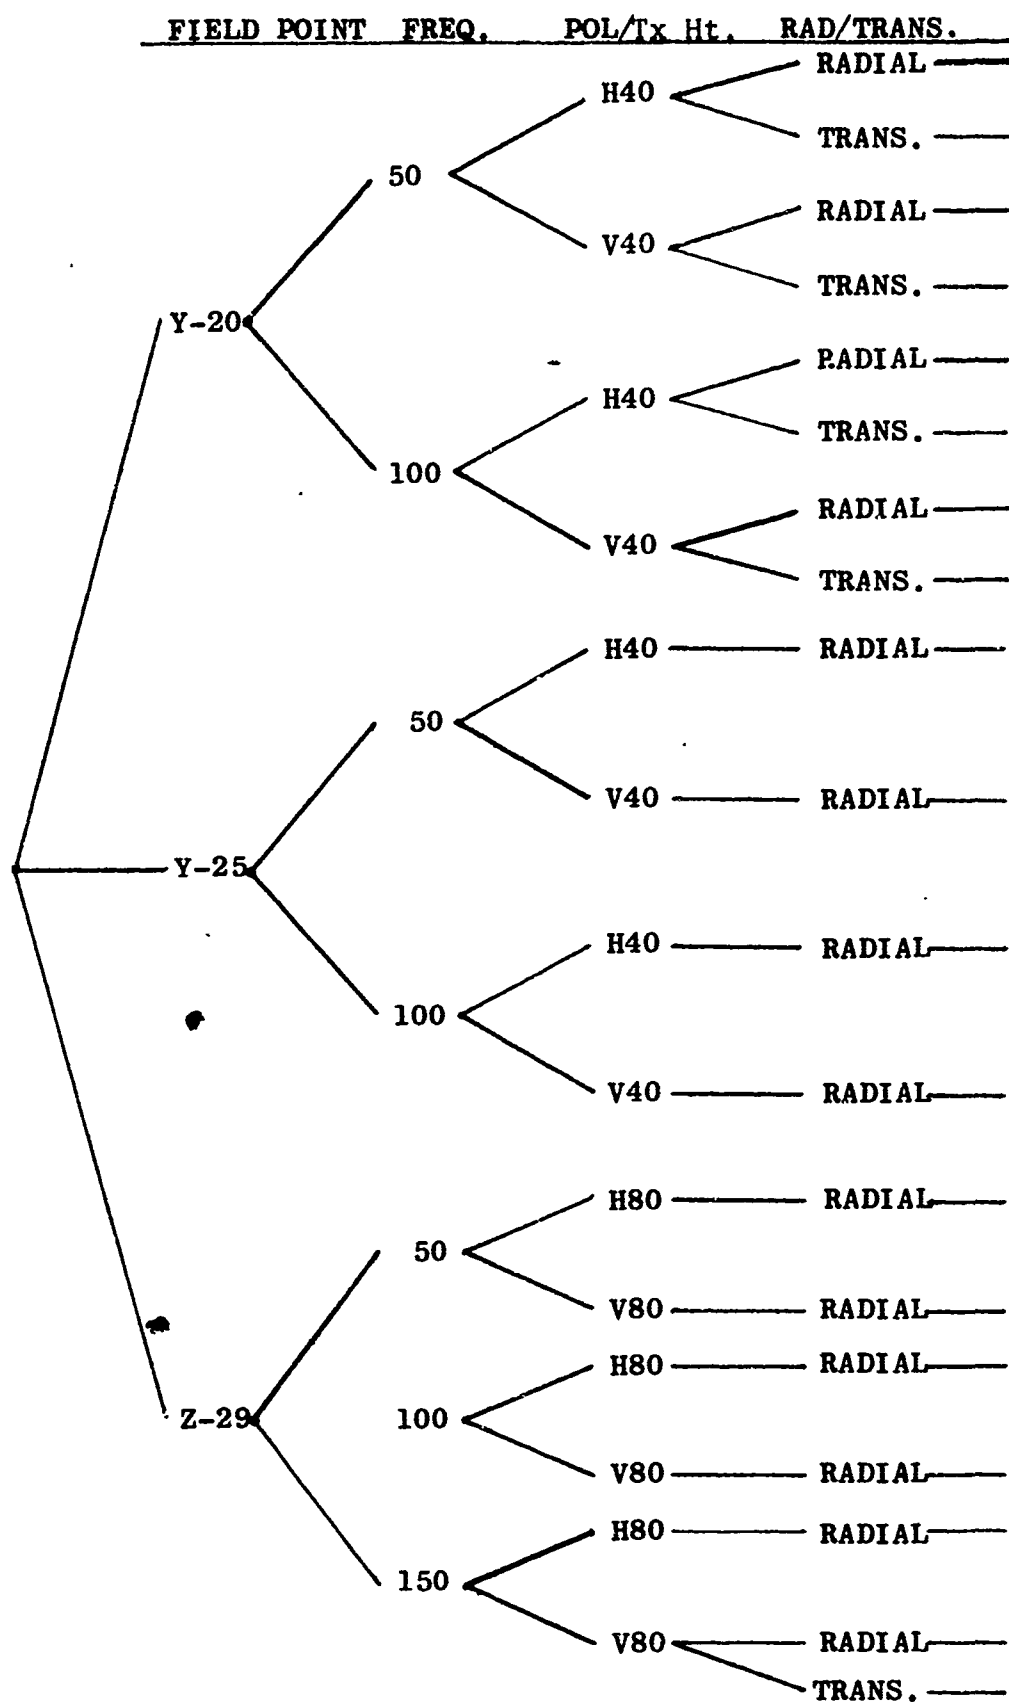 FIELD POINT FREQ. POL/Tx Ht. RAD/TRANS.
RADIAL
H40
TRANS.
50
RADIAL
V40
TRANS.
Y-20
RADIAL
H40
TRANS.
100
RADIAL
V40
TRANS.
H40 RADIAL
50
V40 RADIAL
Y-25
H40 RADIAL
100
V40 RADIAL
H80 RADIAL
50
V80 RADIAL
H80 RADIAL
Z-29 100
V80 RADIAL
H80 RADIAL
150
V80 RADIAL
TRANS.